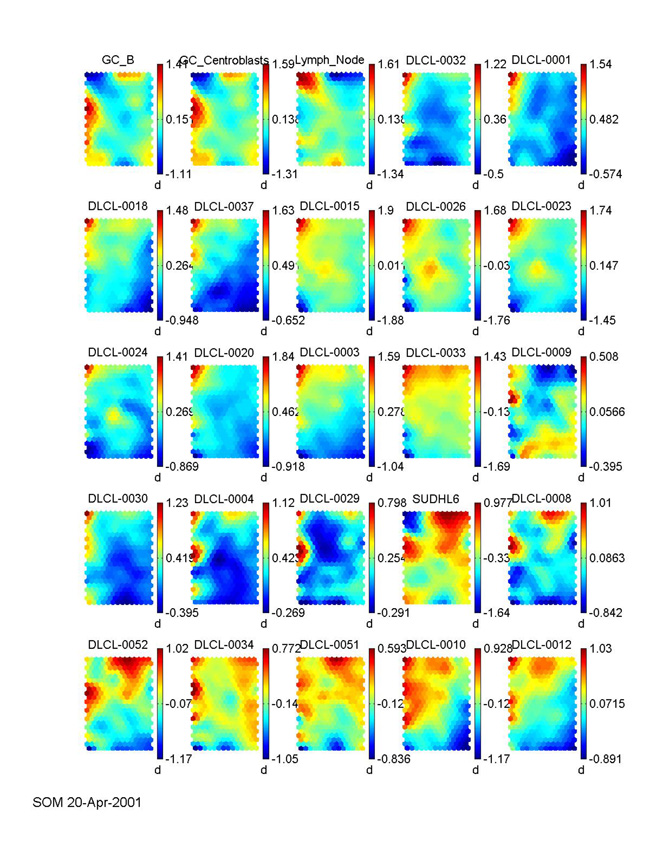 GC_B GC_Centroblasts Lymph_Node DLCL-0032 DLCL-0001
1.41 1.59 1.61 1.22 1.54
0.151 0.138 0.138 0.36 0.482
-1.11 -1.31 -1.34 -0.5 -0.574
d d d d d
DLCL-0018 DLCL-0037 DLCL-0015 DLCL-0026 DLCL-0023
1.48 1.63 1.9 1.68 1.74
0.264 0.491 0.011 -0.03 0.147
-0.948 -0.652 -1.88 -1.76 -1.45
d d d d d
DLCL-0024 DLCL-0020 DLCL-0003 DLCL-0033 DLCL-0009
1.41 1.84 1.59 1.43 0.508
0.269 0.462 0.278 -0.13 0.0566
-0.869 -0.918 -1.04 -1.69 -0.395
d d d d d
DLCL-0030 DLCL-0004 DLCL-0029 SUDHL6 DLCL-0008
1.23 1.12 0.798 0.977 1.01
0.419 0.42 0.254 -0.33 0.0863
-0.395 -0.269 -0.291 -1.64 -0.842
d d d d d
DLCL-0052 DLCL-0034 DLCL-0051 DLCL-0010 DLCL-0012
1.02 0.772 0.593 0.928 1.03
-0.07 -0.14 -0.12 -0.12 0.0715
-1.17 -1.05 -0.836 -1.17 -0.891
d d d d d
SOM 20-Apr-2001